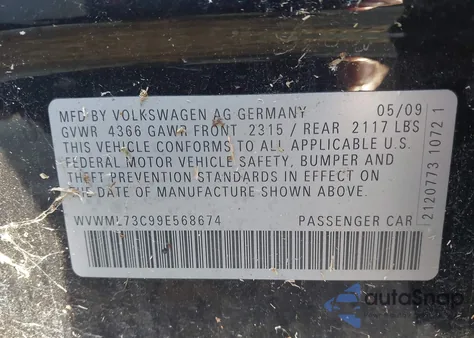 MFD BY VOLKSWAGEN AG GERMANY 05/09
GVWR 4366 GAWR FRONT 2315 / REAR 2117 LBS
THIS VEHICLE CONFORMS TO ALL APPLICABLE U.S.
FEDERAL MOTOR VEHICLE SAFETY, BUMPER AND
THEFT PREVENTION STANDARDS IN EFFECT ON
THE DATE OF MANUFACTURE SHOWN ABOVE.
WVWML73C99E568674 PASSENGER CAR
2120773 10721
autoSnap